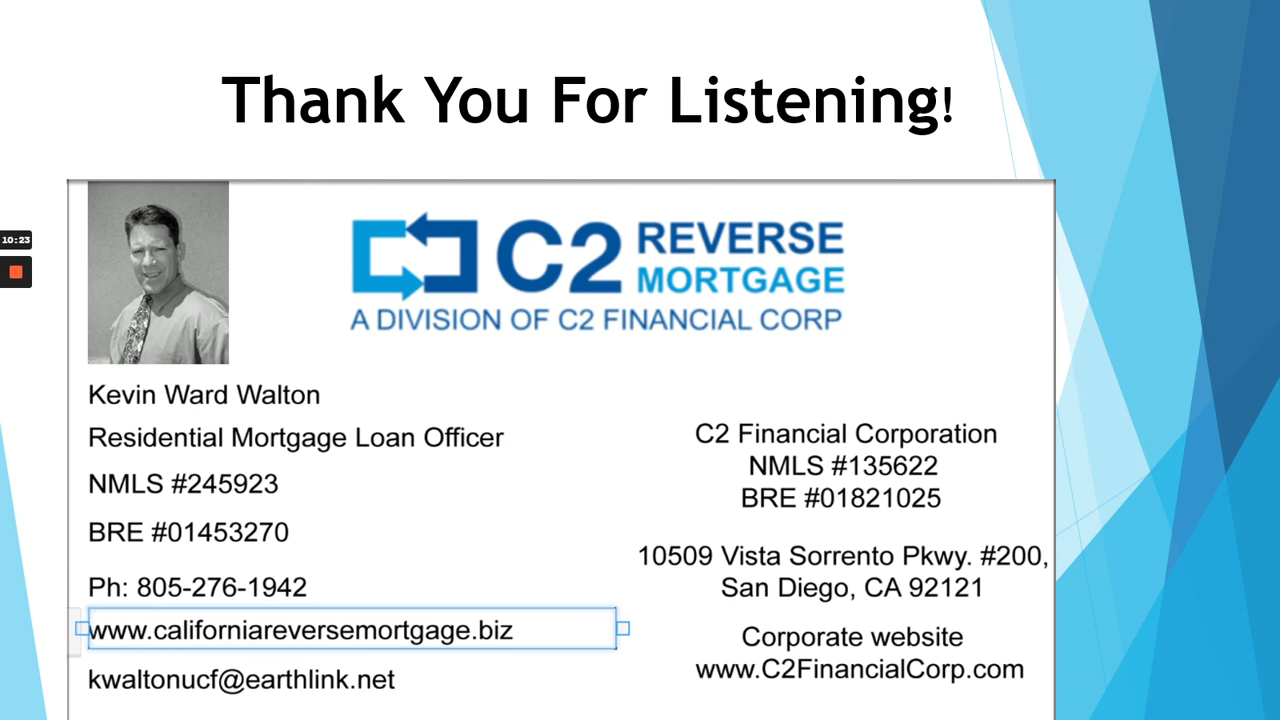 Thank You For Listening!
10:23
C2 REVERSE
MORTGAGE
A DIVISION OF C2 FINANCIAL CORP
Kevin Ward Walton
Residential Mortgage Loan Officer
NMLS #245923
BRE #01453270
Ph: 805-276-1942
www.californiareversemortgage.biz
kwaltonucf@earthlink.net
C2 Financial Corporation
NMLS #135622
BRE #01821025
10509 Vista Sorrento Pkwy. #200,
San Diego, CA 92121
Corporate website
www.C2FinancialCorp.com